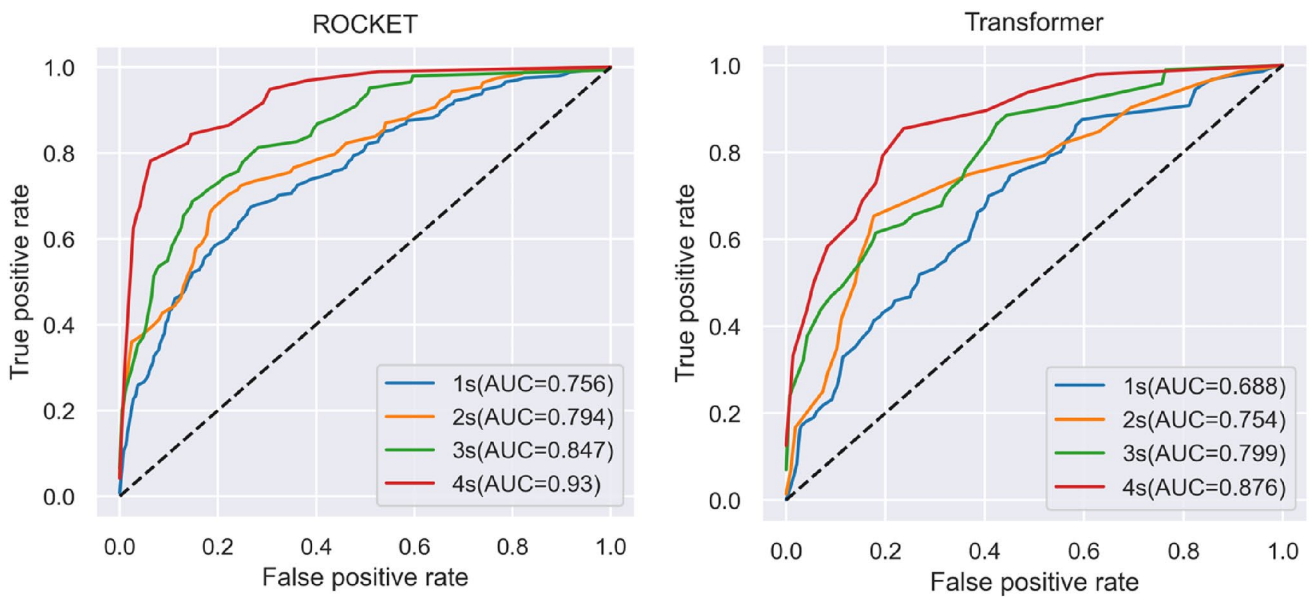 ROCKET
True positive rate
1.0
0.8
0.6
0.4
0.2
0.0
1s(AUC=0.756)
2s(AUC=0.794)
3s(AUC=0.847)
4s(AUC=0.93)
0.0 0.2 0.4 0.6 0.8 1.0
False positive rate
Transformer
True positive rate
1.0
0.8
0.6
0.4
0.2
0.0
1s(AUC=0.688)
2s(AUC=0.754)
3s(AUC=0.799)
4s(AUC=0.876)
0.0 0.2 0.4 0.6 0.8 1.0
False positive rate